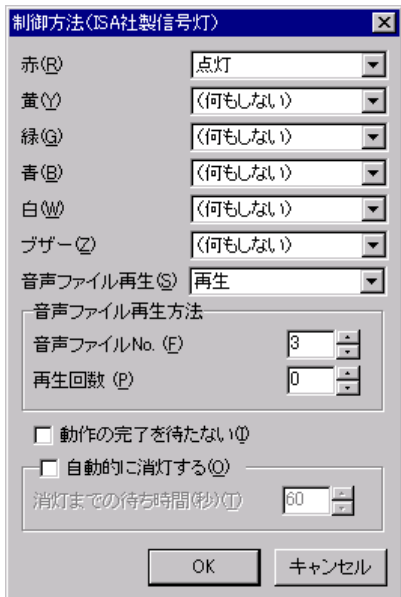 制御方法(ISA社製信号灯)
赤(R) 点灯
黄(Y) (何もしない)
緑(G) (何もしない)
青(B) (何もしない)
白(W) (何もしない)
ブザー(Z) (何もしない)
音声ファイル再生(S) 再生
音声ファイル再生方法
音声ファイルNo. (F) 3
再生回数 (P) 0
動作の完了を待たない(I)
自動的に消灯する(O)
消灯までの待ち時間(秒)(T) 60
OK キャンセル